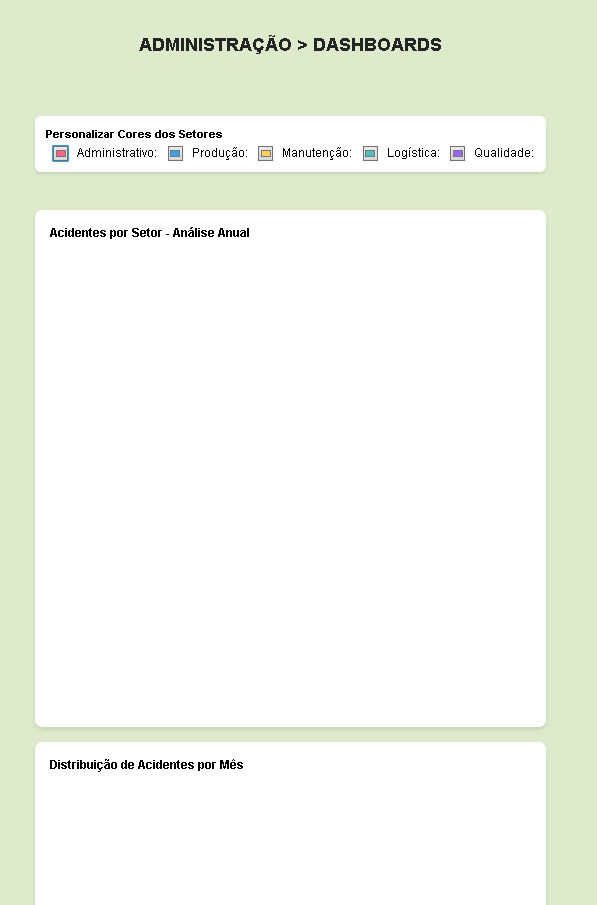 ADMINISTRAÇÃO > DASHBOARDS
Personalizar Cores dos Setores
Administrativo: Produção: Manutenção: Logística: Qualidade:
Acidentes por Setor - Análise Anual
Distribuição de Acidentes por Mês